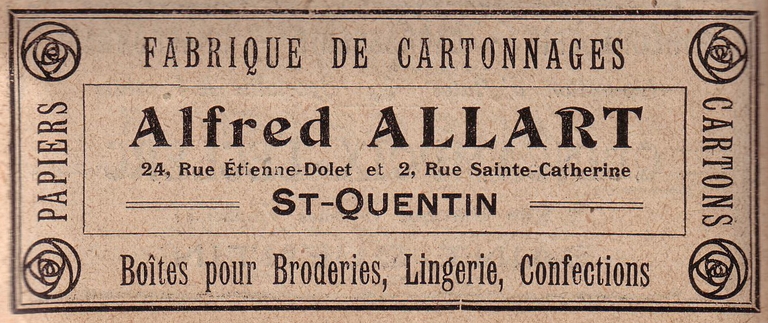 FABRIQUE DE CARTONNAGES
PAPIERS
Alfred ALLART
24, Rue Étienne-Dolet et 2, Rue Sainte-Catherine
ST-QUENTIN
CARTONS
Boîtes pour Broderies, Lingerie, Confections